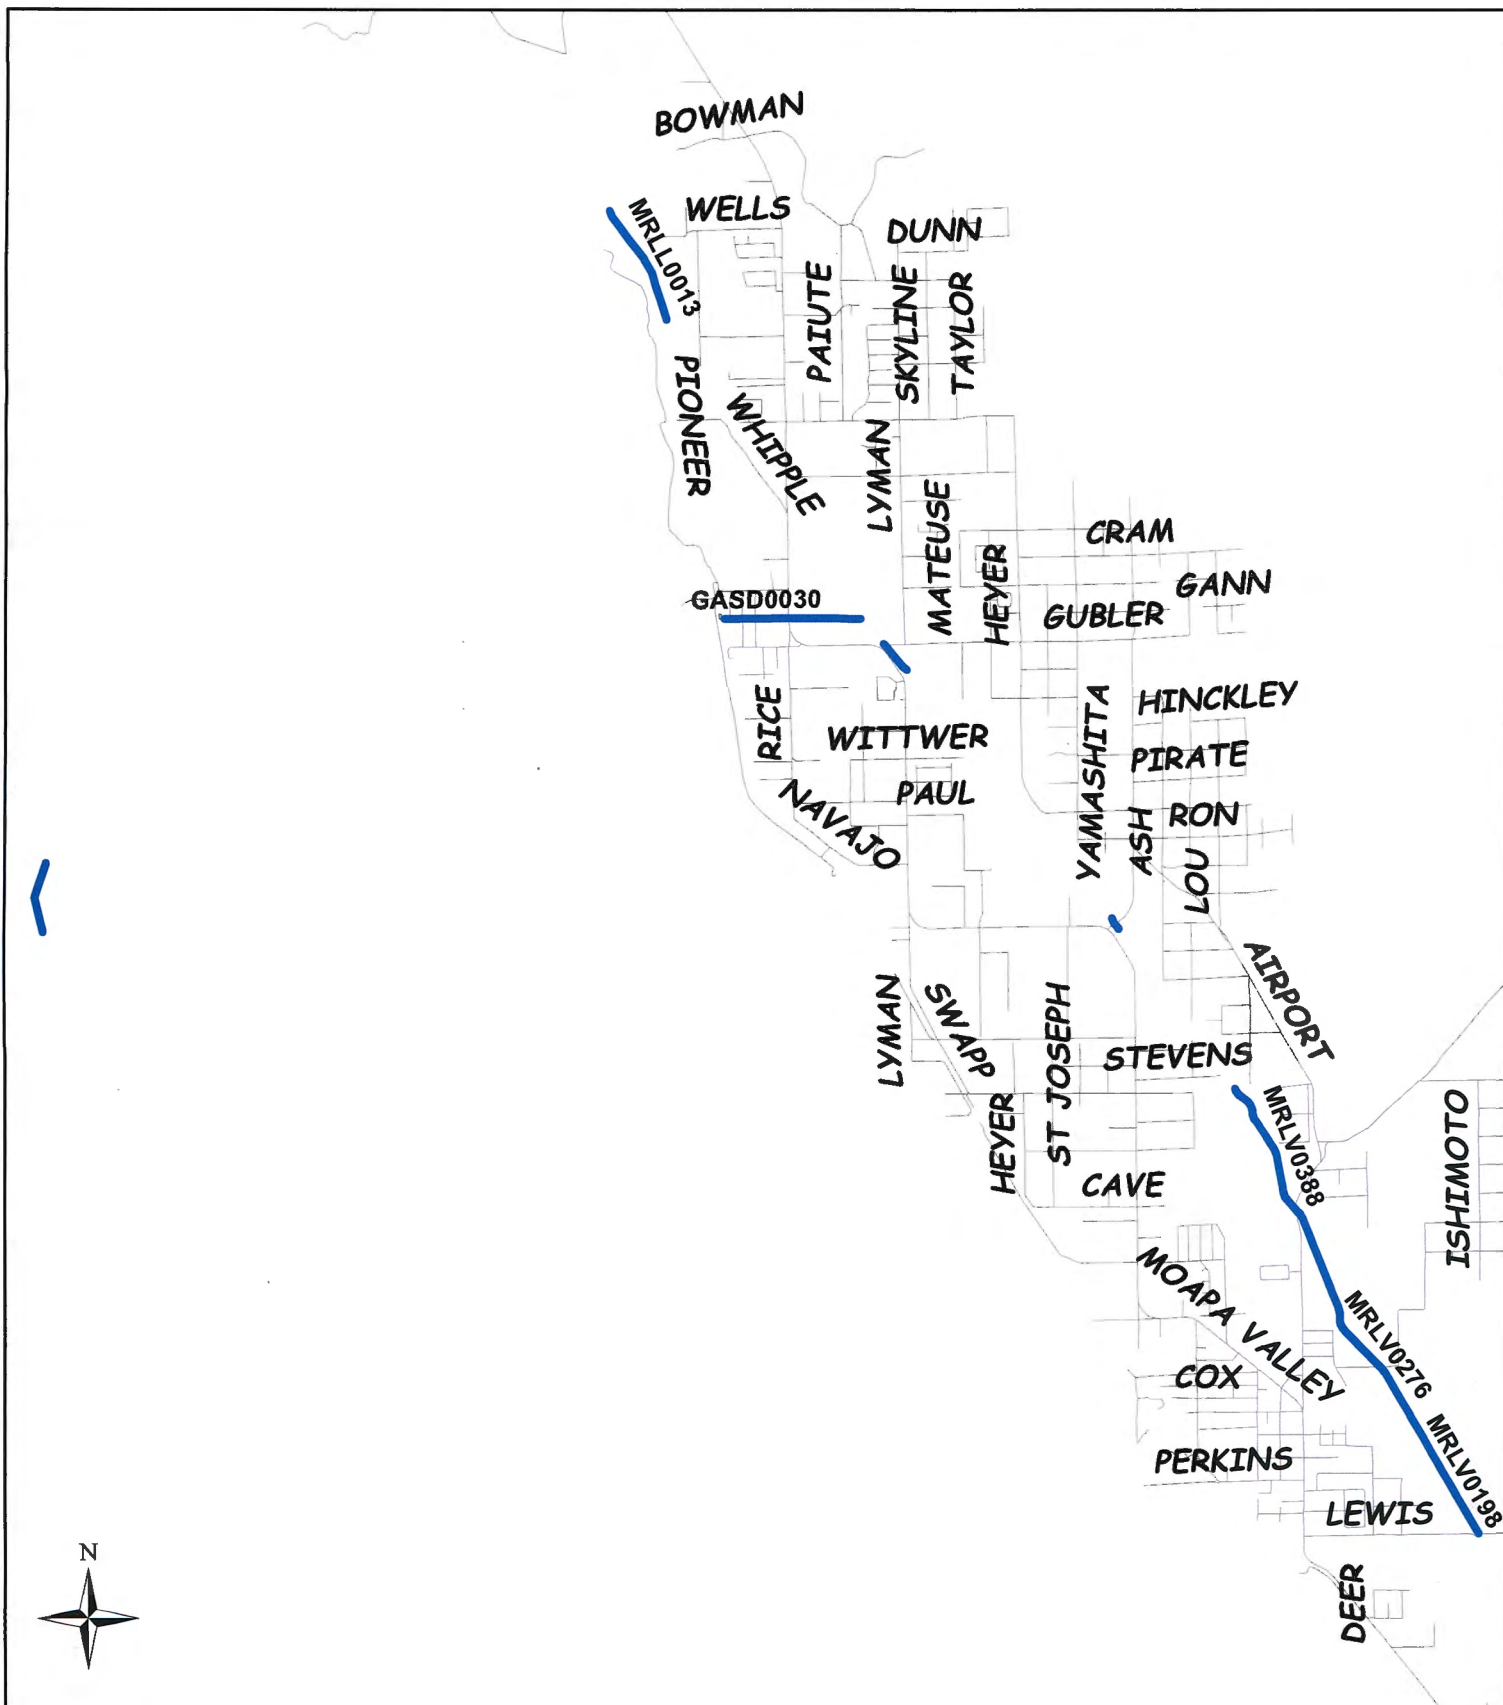 BOWMAN
WELLS
MRLL0013
DUNN
PAIUTE
SKYLINE
TAYLOR
PIONEER
WHIPPLE
LYMAN
MATEUSE
HEYER
CRAM
GANN
GASD0030
GUBLER
RICE
WITTWER
YAMASHITA
HINCKLEY
PIRATE
PAUL
NAVAJO
ASH
RON
LOU
AIRPORT
LYMAN
SWAPP
ST JOSEPH
STEVENS
HEYER
MRLV0388
ISHIMOTO
CAVE
MOAPA VALLEY
MRLV0276
COX
MRLV0198
PERKINS
LEWIS
N
DEER